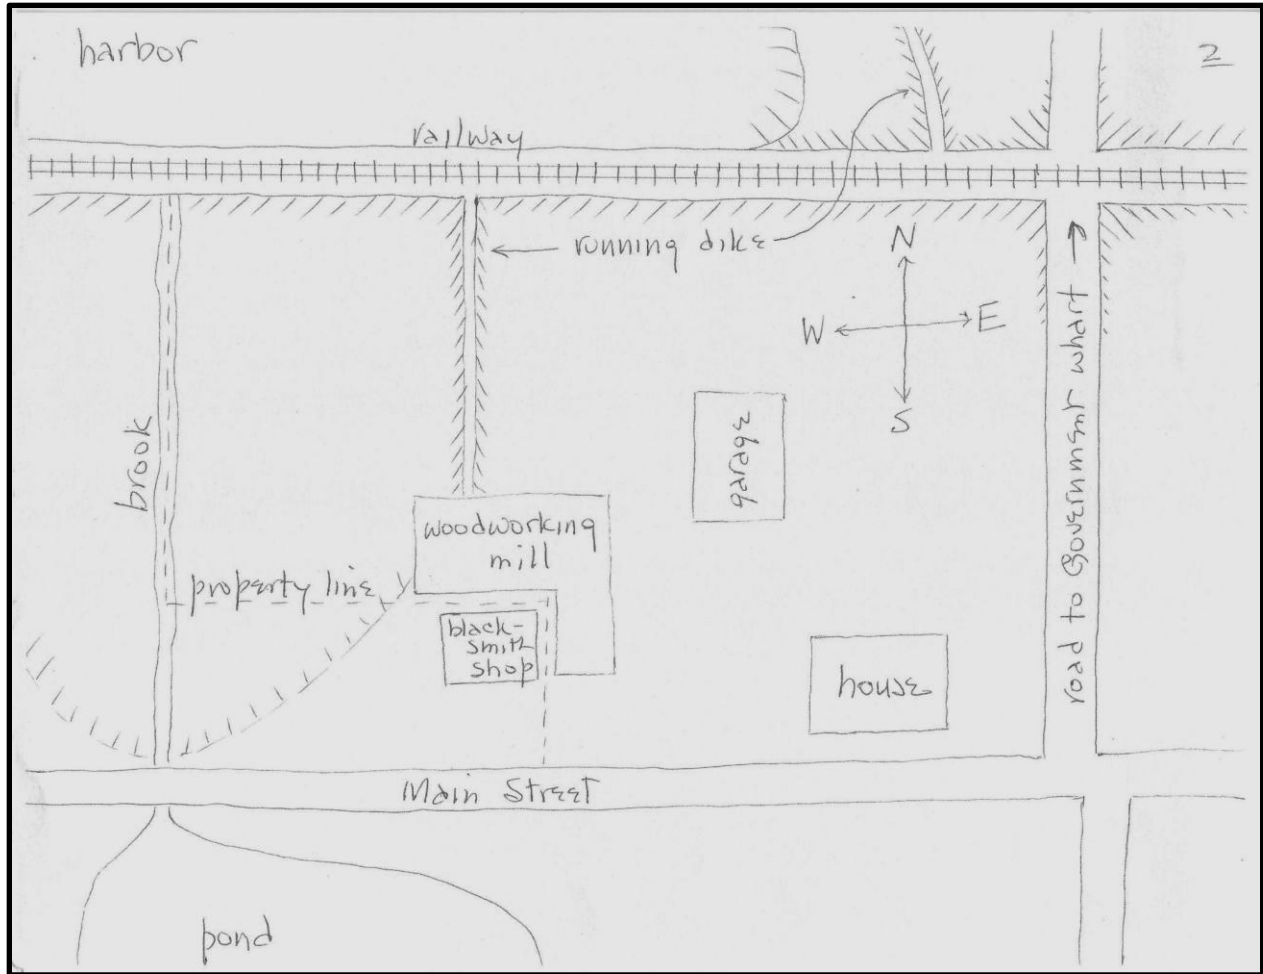 harbor
2
railway
running dike
N
W
E
S
road to Government wharf
garage
brook
woodworking
mill
property line
black-
smith
shop
house
Main Street
pond